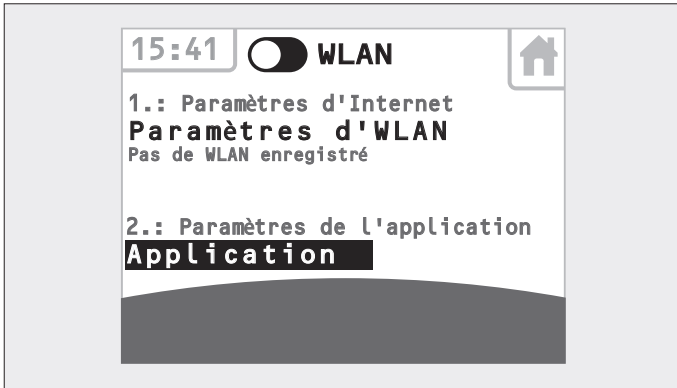 15:41 WLAN
1.: Paramètres d'Internet
Paramètres d'WLAN
Pas de WLAN enregistré
2.: Paramètres de l'application
Application